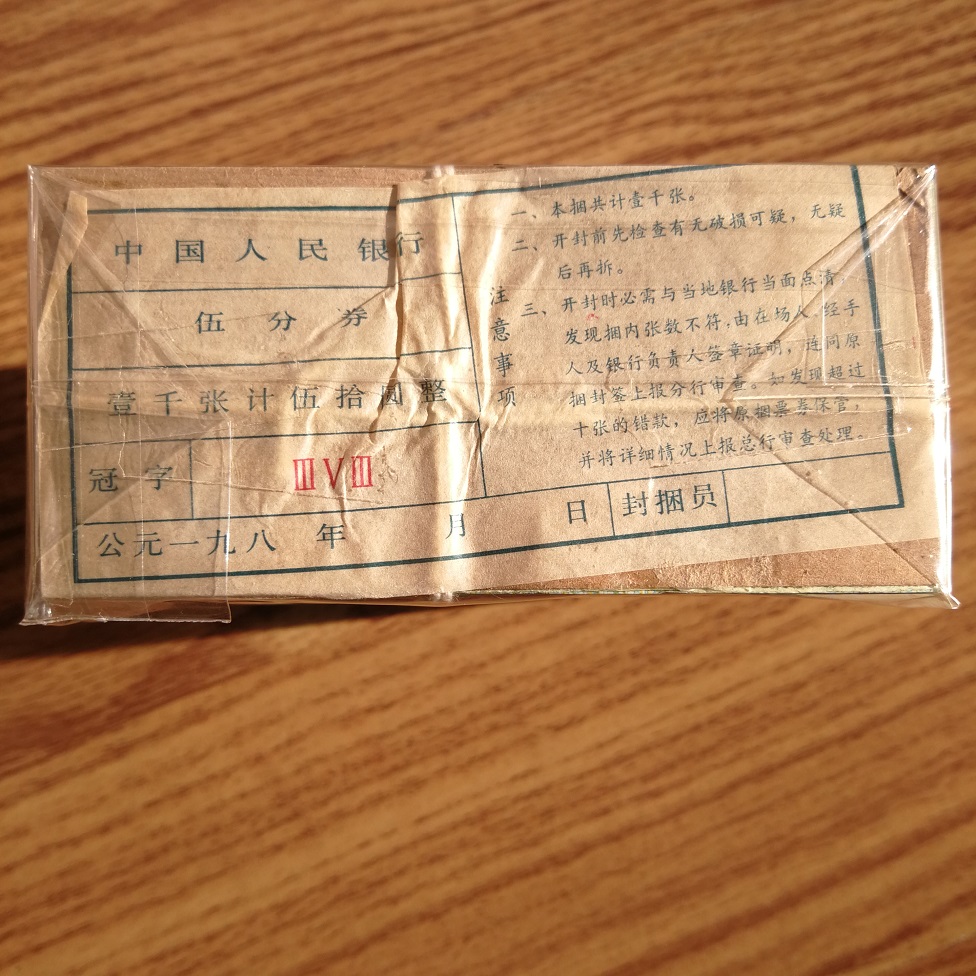 中国人民银行
伍分券
壹千张计伍拾圆整
冠字 ⅢⅤⅢ
公元一九八 年 月 日 封捆员
注意事项
一、本捆共计壹千张。
二、开封前先检查有无破损可疑，无疑
后再拆。
三、开封时必需与当地银行当面点清，
发现捆内张数不符,由在场人,经手
人及银行负责人签章证明，连同原
捆封签上报分行审查。如发现超过
十张的错款，应将原捆票券保管，
并将详细情况上报总行审查处理。